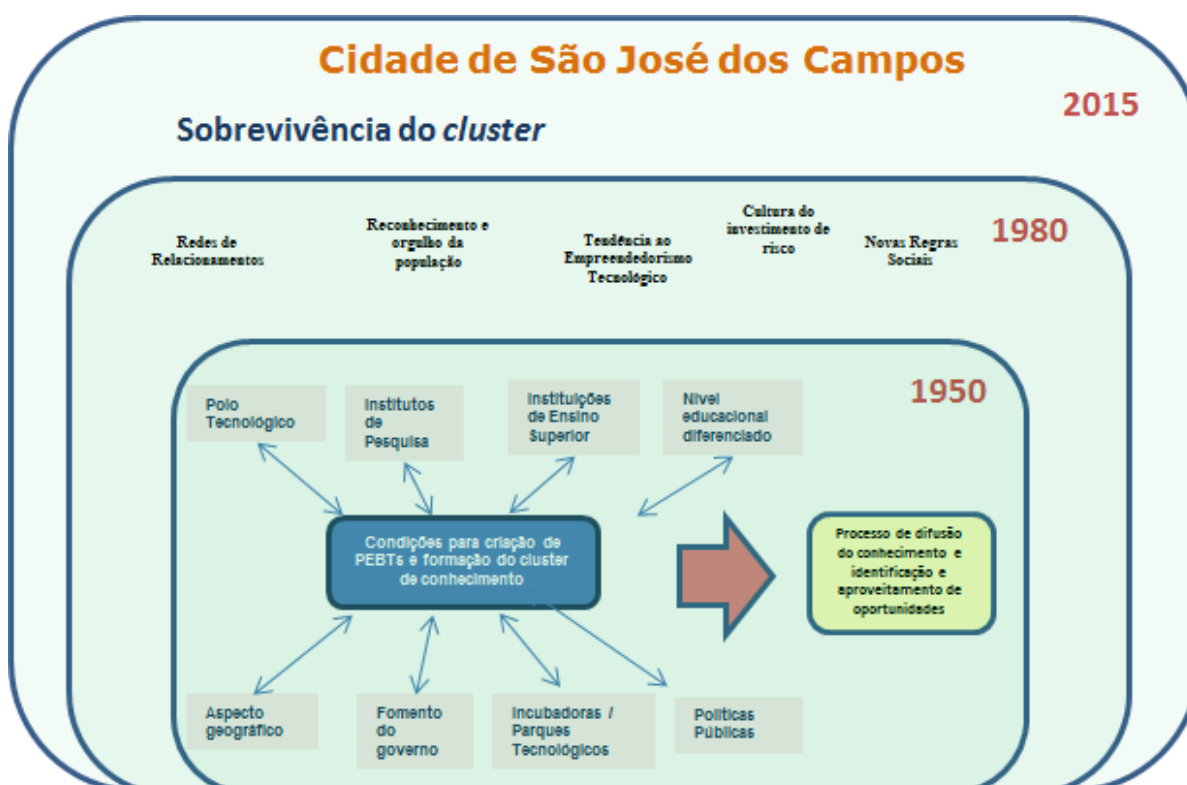 Cidade de São José dos Campos
2015
Sobrevivência do cluster
1980
Redes de
Relacionamentos
Reconhecimento e
orgulho da
população
Tendência ao
Empreendedorismo
Tecnológico
Cultura do
investimento de
risco
Novas Regras
Sociais
1950
Polo
Tecnológico
Institutos
de
Pesquisa
Instituições
de Ensino
Superior
Nível
educacional
diferenciado
Condições para criação de
PEBTs e formação do cluster
de conhecimento
Processo de difusão
do conhecimento e
identificação e
aproveitamento de
oportunidades
Aspecto
geográfico
Fomento
do
governo
Incubadoras /
Parques
Tecnológicos
Políticas
Públicas